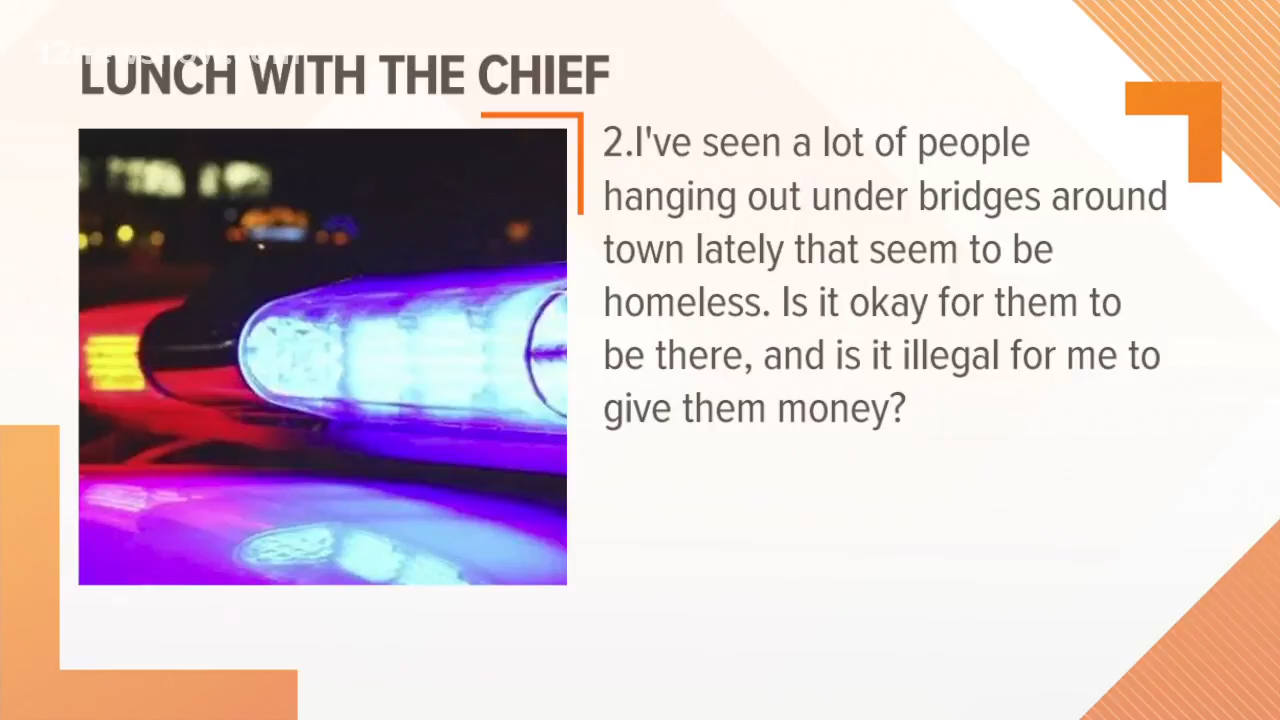 12newsnow.com
LUNCH WITH THE CHIEF
2.I've seen a lot of people
hanging out under bridges around
town lately that seem to be
homeless. Is it okay for them to
be there, and is it illegal for me to
give them money?